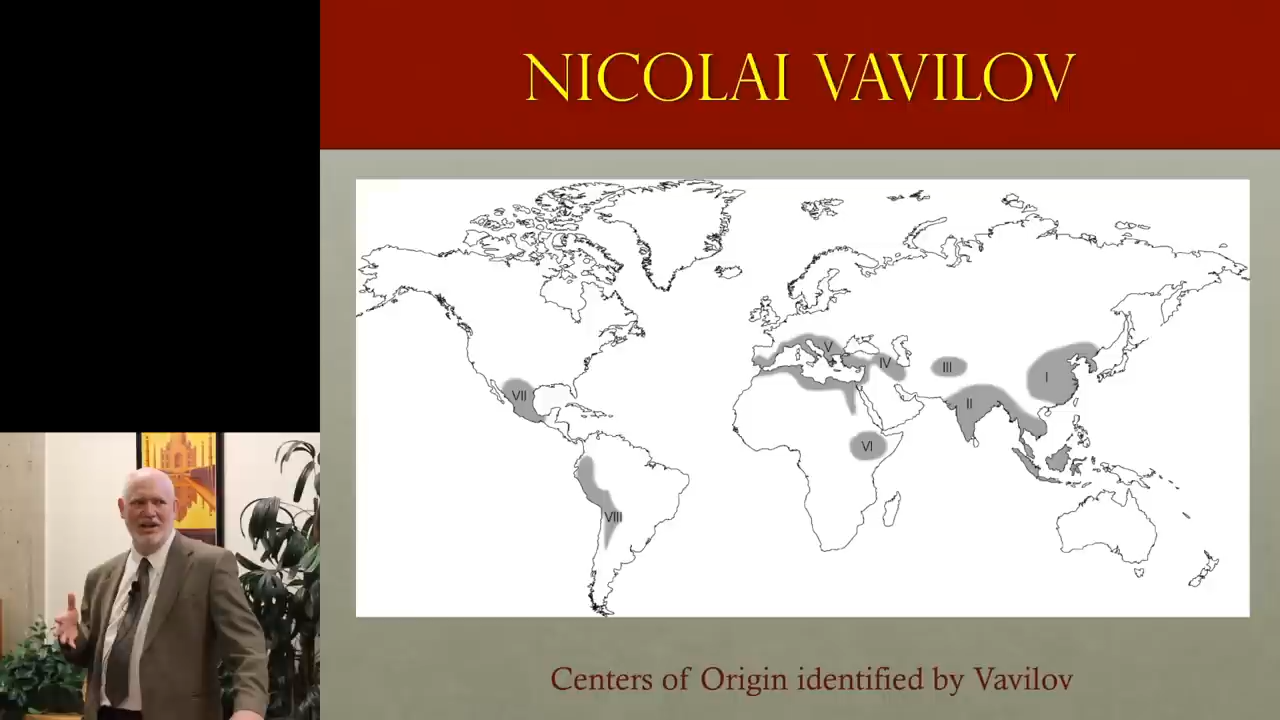 NICOLAI VAVILOV
V
IV
III
I
VII
II
VI
VIII
Centers of Origin identified by Vavilov